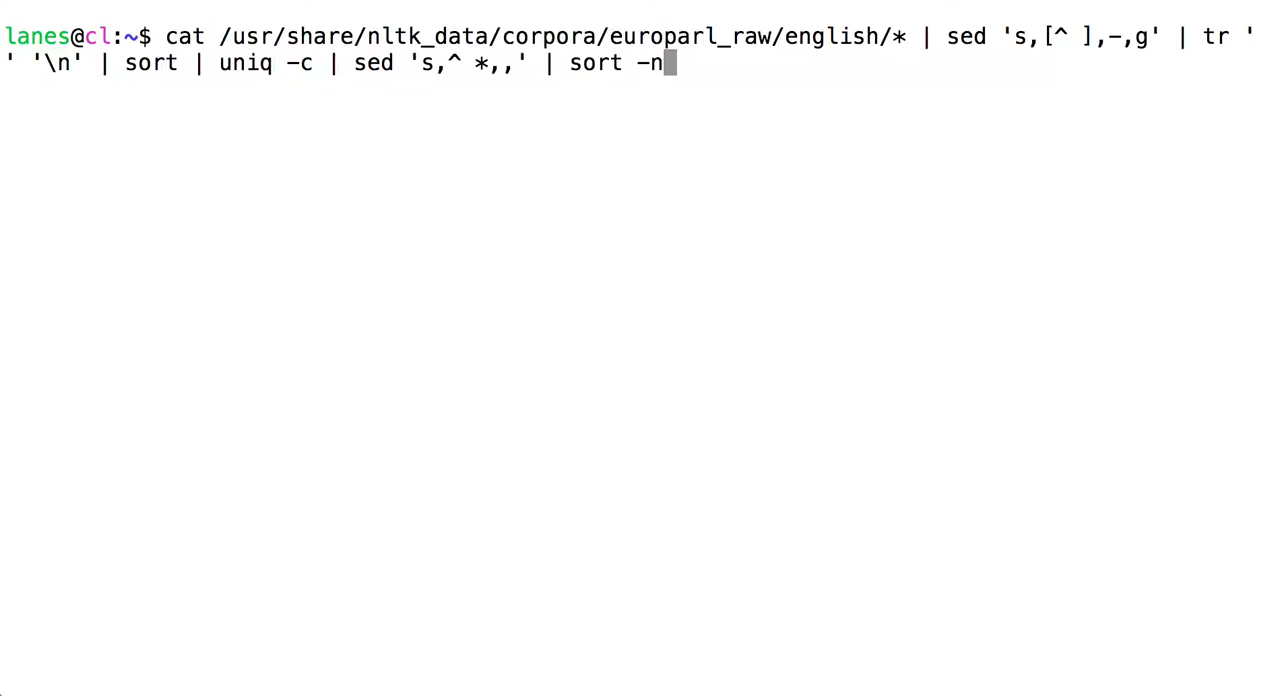 lanes@cl:~$ cat /usr/share/nltk_data/corpora/europarl_raw/english/* | sed 's,[^ ],-,g' | tr '
' '\n' | sort | uniq -c | sed 's,^ *,,' | sort -n